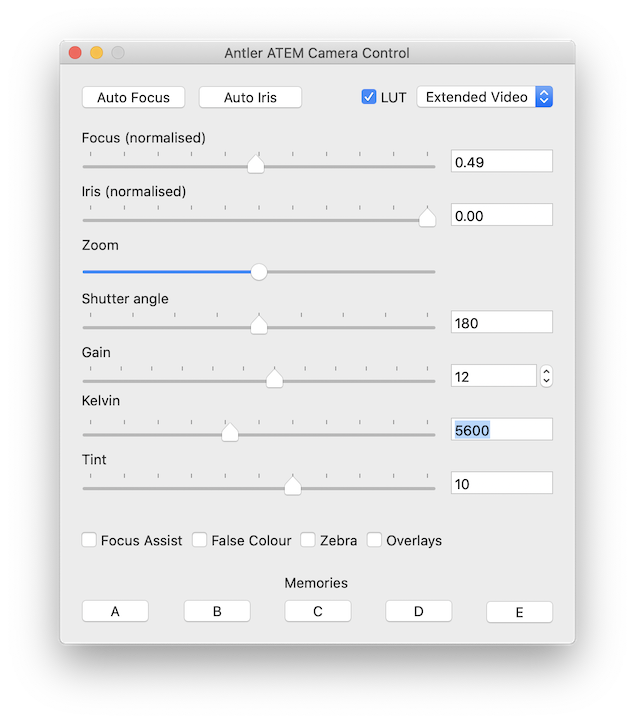 Antler ATEM Camera Control
Auto Focus Auto Iris LUT Extended Video
Focus (normalised)
0.49
Iris (normalised)
0.00
Zoom
Shutter angle
180
Gain
12
Kelvin
5600
Tint
10
Focus Assist False Colour Zebra Overlays
Memories
A B C D E